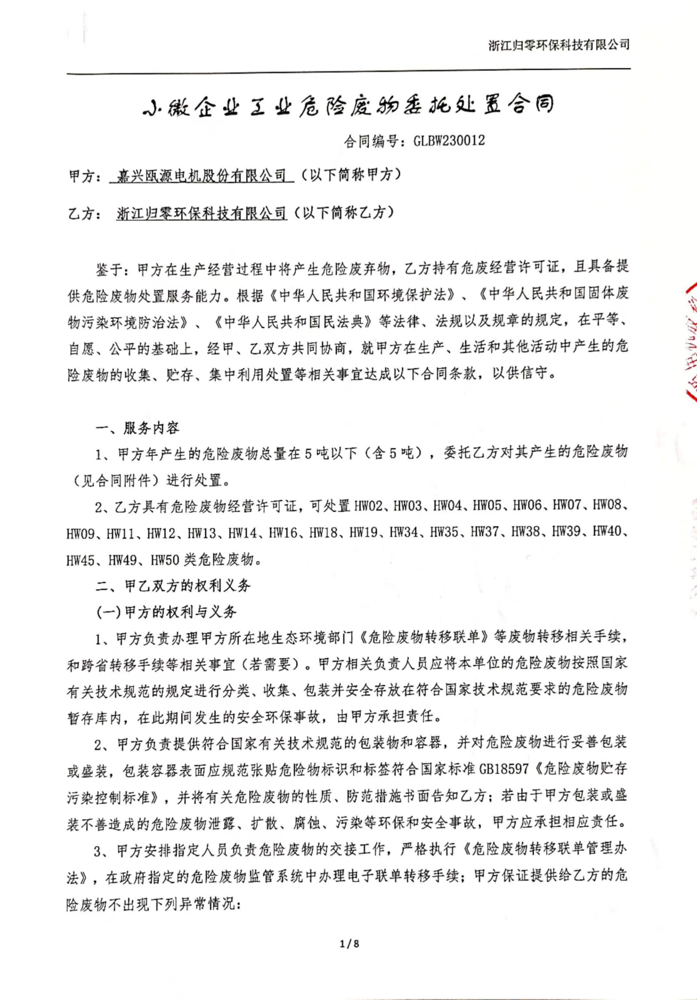 浙江归零环保科技有限公司
小微企业工业危险废物委托处置合同
合同编号：GLBW230012
甲方：嘉兴瓯源电机股份有限公司（以下简称甲方）
乙方：浙江归零环保科技有限公司（以下简称乙方）
鉴于：甲方在生产经营过程中将产生危险废弃物，乙方持有危废经营许可证，且具备提
供危险废物处置服务能力。根据《中华人民共和国环境保护法》、《中华人民共和国固体废
物污染环境防治法》、《中华人民共和国民法典》等法律、法规以及规章的规定，在平等、
自愿、公平的基础上，经甲、乙双方共同协商，就甲方在生产、生活和其他活动中产生的危
险废物的收集、贮存、集中利用处置等相关事宜达成以下合同条款，以供信守。
一、服务内容
1、甲方年产生的危险废物总量在5吨以下（含5吨），委托乙方对其产生的危险废物
（见合同附件）进行处置。
2、乙方具有危险废物经营许可证，可处置HW02、HW03、HW04、HW05、HW06、HW07、HW08、
HW09、HW11、HW12、HW13、HW14、HW16、HW18、HW19、HW34、HW35、HW37、HW38、HW39、HW40、
HW45、HW49、HW50类危险废物。
二、甲乙双方的权利义务
(一)甲方的权利与义务
1、甲方负责办理甲方所在地生态环境部门《危险废物转移联单》等废物转移相关手续，
和跨省转移手续等相关事宜（若需要）。甲方相关负责人员应将本单位的危险废物按照国家
有关技术规范的规定进行分类、收集、包装并安全存放在符合国家技术规范要求的危险废物
暂存库内，在此期间发生的安全环保事故，由甲方承担责任。
2、甲方负责提供符合国家有关技术规范的包装物和容器，并对危险废物进行妥善包装
或盛装，包装容器表面应规范张贴危险物标识和标签符合国家标准GB18597《危险废物贮存
污染控制标准》，并将有关危险废物的性质、防范措施书面告知乙方；若由于甲方包装或盛
装不善造成的危险废物泄露、扩散、腐蚀、污染等环保和安全事故，甲方应承担相应责任。
3、甲方安排指定人员负责危险废物的交接工作，严格执行《危险废物转移联单管理办
法》，在政府指定的危险废物监管系统中办理电子联单转移手续；甲方保证提供给乙方的危
险废物不出现下列异常情况：
1/8